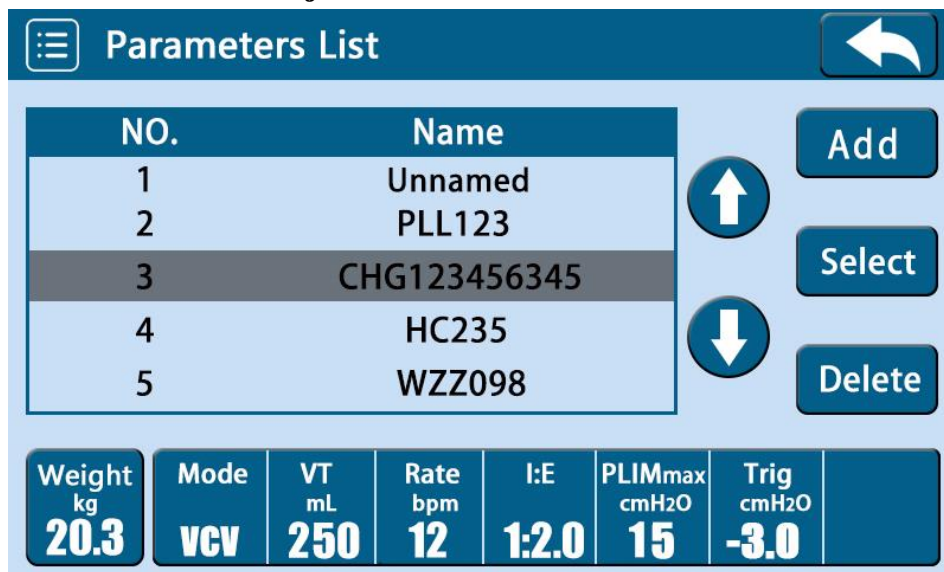 Parameters List
NO. Name
1 Unnamed
2 PLL123
3 CHG123456345
4 HC235
5 WZZ098
Add
Select
Delete
Weight Mode VT Rate I:E PLIMmax Trig
kg mL bpm cmH2O cmH2O
20.3 VCV 250 12 1:2.0 15 -3.0